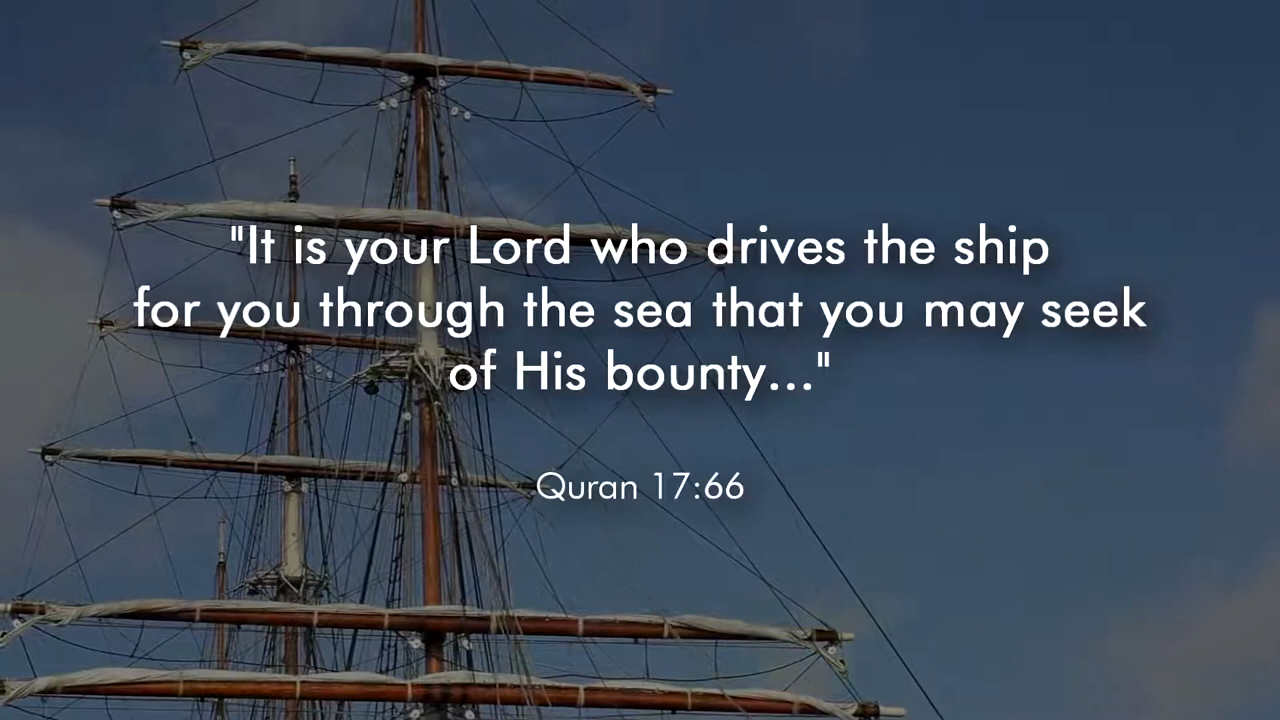 "It is your Lord who drives the ship
for you through the sea that you may seek
of His bounty..."
Quran 17:66